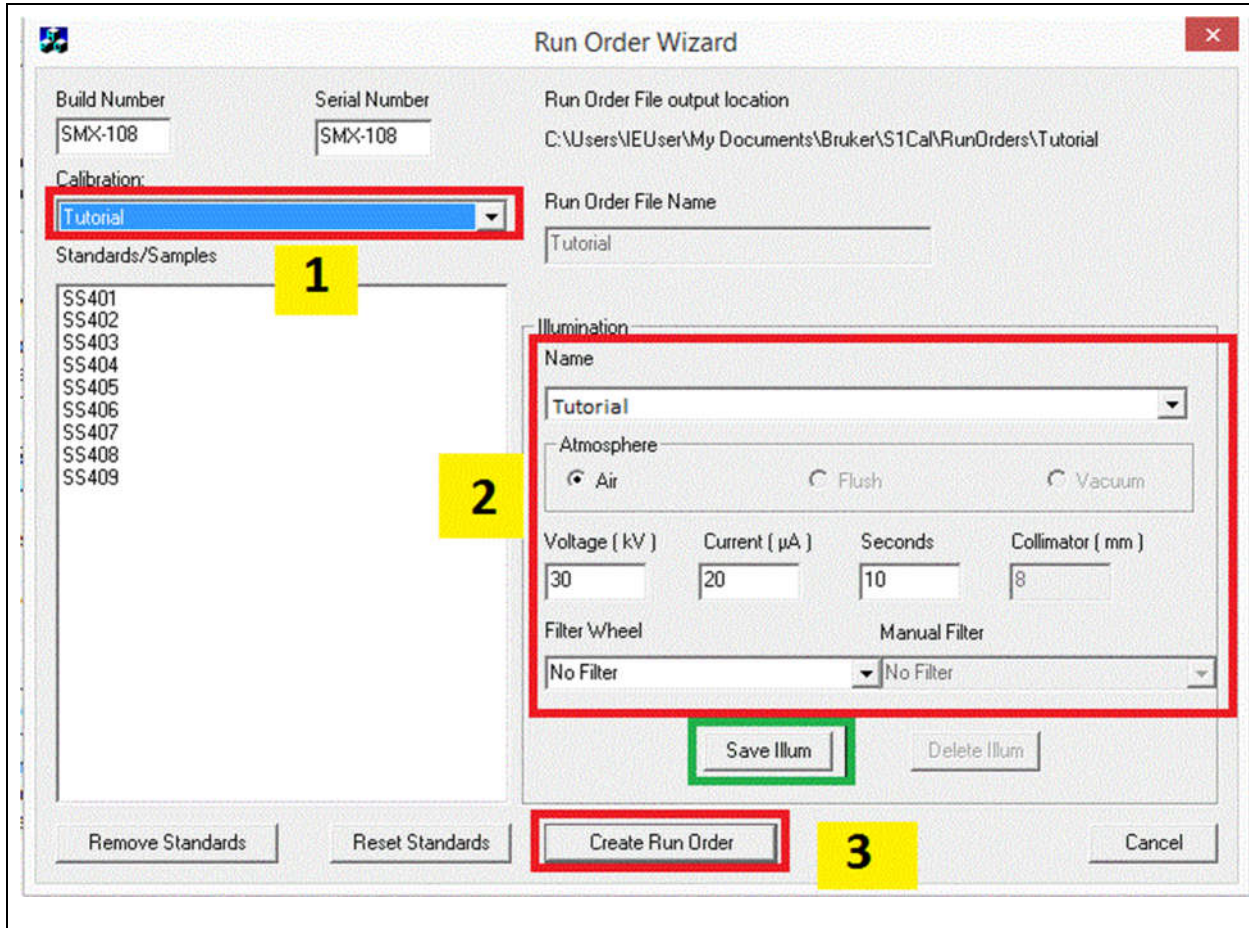 Run Order Wizard
Build Number
Serial Number
SMX-108
SMX-108
Calibration:
Tutorial
1
Standards/Samples
SS401
SS402
SS403
SS404
SS405
SS406
SS407
SS408
SS409
Run Order File output location
C:\Users\IEUser\My Documents\Bruker\S1Cal\RunOrders\Tutorial
Run Order File Name
Tutorial
Illumination
Name
Tutorial
2
Atmosphere
Air
Flush
Vacuum
Voltage ( kV )
Current ( µA )
Seconds
Collimator ( mm )
30
20
10
8
Filter Wheel
Manual Filter
No Filter
No Filter
Save Illum
Delete Illum
Remove Standards
Reset Standards
Create Run Order
3
Cancel